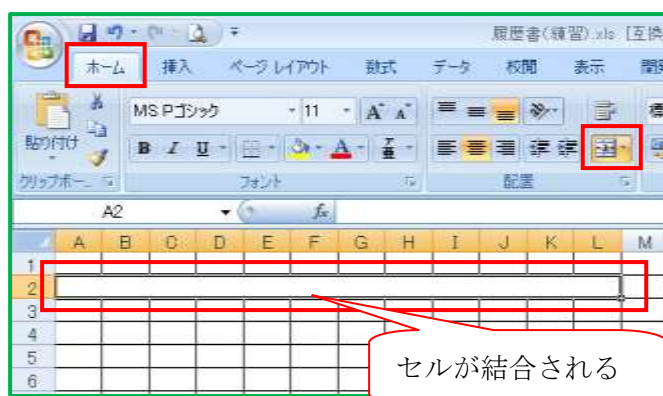 履歴書(練習).xls [互換
ホーム 挿入 ページ レイアウト 数式 データ 校閲 表示 開発
MS Pゴシック 11 A A
貼り付け B I U A
クリップボー... フォント 配置
A2 fx
A B C D E F G H I J K L M
1
2
3
4
5
6
セルが結合される